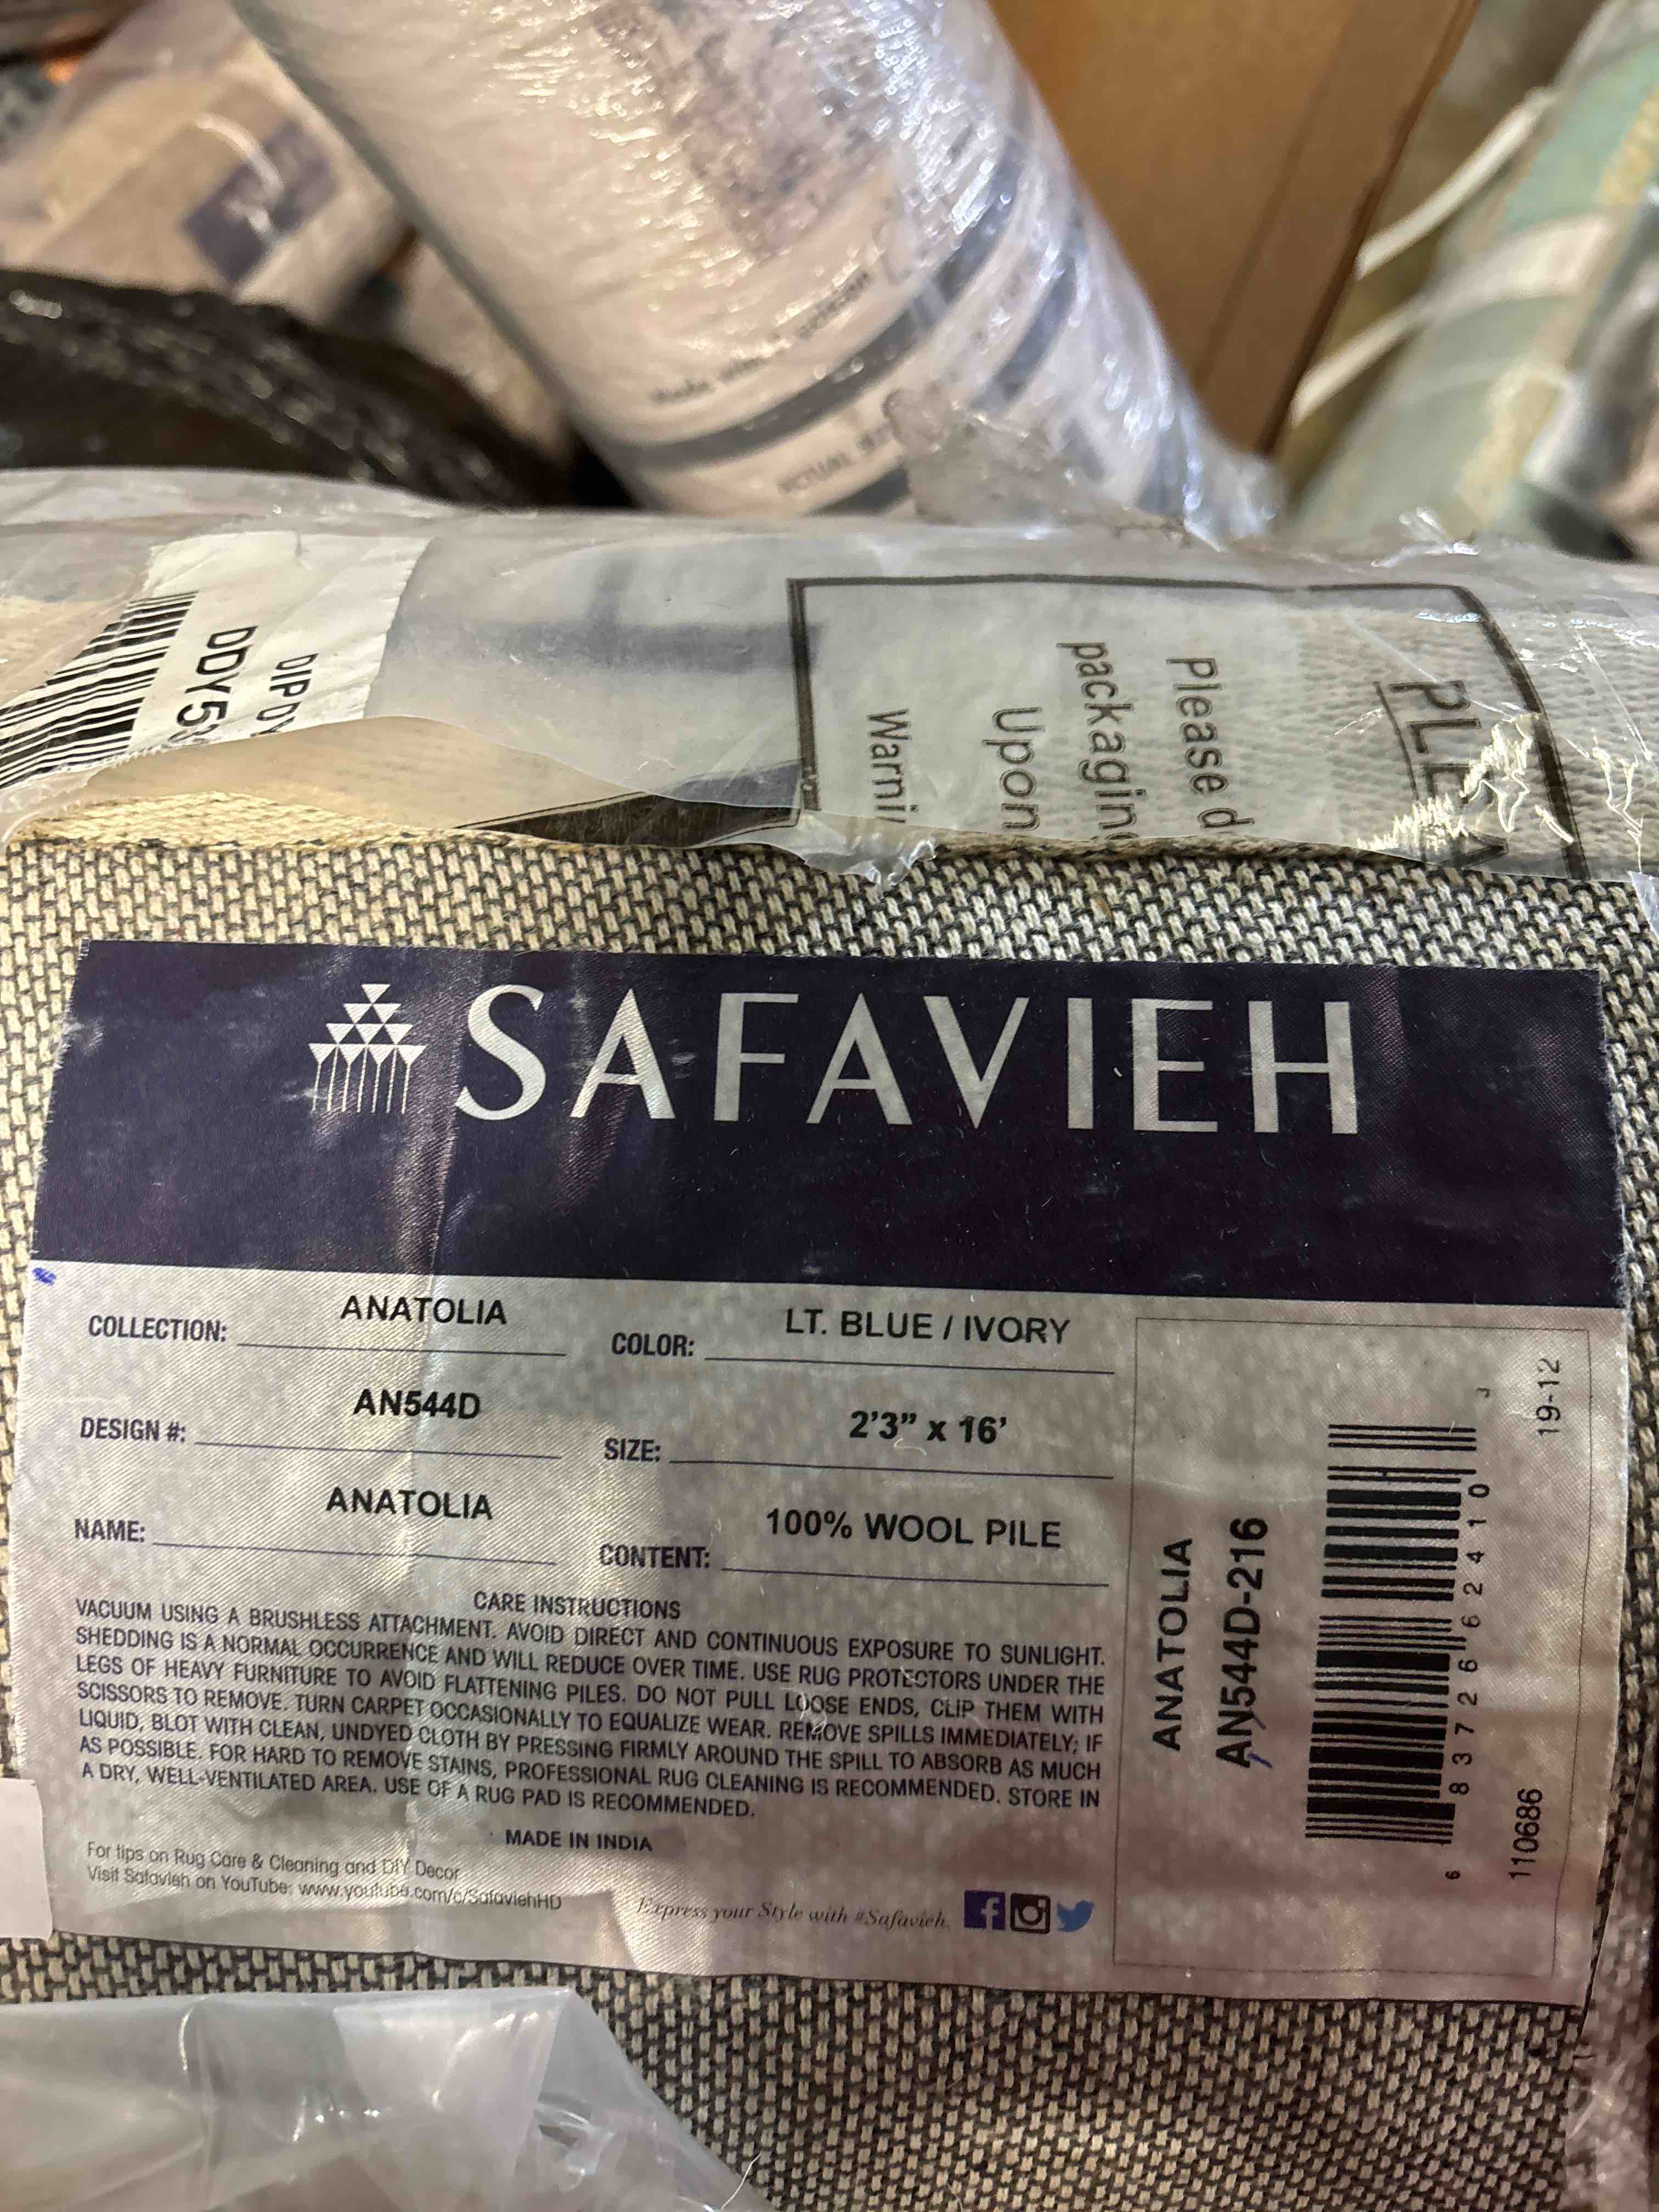 ACTUAL
DIP
DDY5
PLEA
Please d
packagin
Upon
Warni
SAFAVIEH
COLLECTION: ANATOLIA
COLOR: LT. BLUE / IVORY
DESIGN #: AN544D
SIZE: 2'3" x 16'
NAME: ANATOLIA
CONTENT: 100% WOOL PILE
CARE INSTRUCTIONS
VACUUM USING A BRUSHLESS ATTACHMENT. AVOID DIRECT AND CONTINUOUS EXPOSURE TO SUNLIGHT.
SHEDDING IS A NORMAL OCCURRENCE AND WILL REDUCE OVER TIME. USE RUG PROTECTORS UNDER THE
LEGS OF HEAVY FURNITURE TO AVOID FLATTENING PILES. DO NOT PULL LOOSE ENDS, CLIP THEM WITH
SCISSORS TO REMOVE. TURN CARPET OCCASIONALLY TO EQUALIZE WEAR. REMOVE SPILLS IMMEDIATELY; IF
LIQUID, BLOT WITH CLEAN, UNDYED CLOTH BY PRESSING FIRMLY AROUND THE SPILL TO ABSORB AS MUCH
AS POSSIBLE. FOR HARD TO REMOVE STAINS, PROFESSIONAL RUG CLEANING IS RECOMMENDED. STORE IN
A DRY, WELL-VENTILATED AREA. USE OF A RUG PAD IS RECOMMENDED.
MADE IN INDIA
For tips on Rug Care & Cleaning and DIY Decor
Visit Safavieh on YouTube: www.youtube.com/c/SafaviehHD
Express your Style with #Safavieh.
ANATOLIA
AN544D-216
6 83726 62410 3
110686
19-12